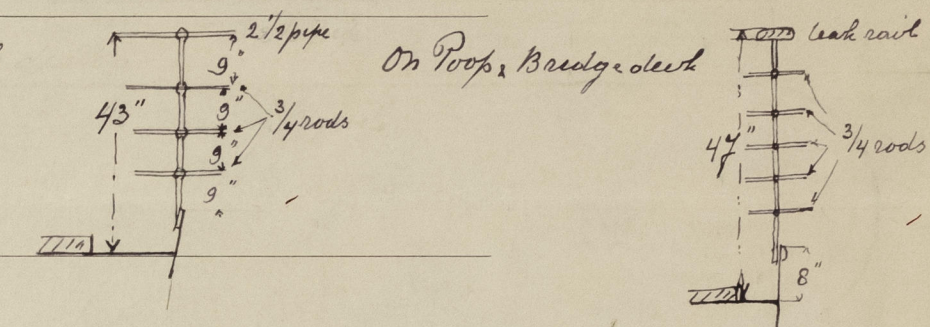 2 1/2 pipe
9"
43"
9"
3/4 rods
9"
9"
On Poop & Bridge deck
teak rail
47"
3/4 rods
8"